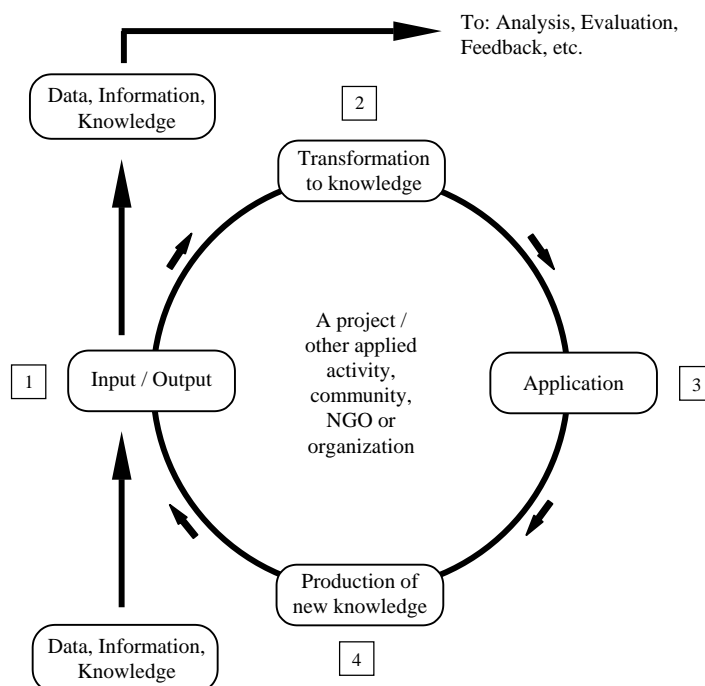 To: Analysis, Evaluation,
Feedback, etc.
Data, Information,
Knowledge
2
Transformation
to knowledge
A project /
other applied
activity,
community,
NGO or
organization
1
Input / Output
Application
3
Production of
new knowledge
4
Data, Information,
Knowledge